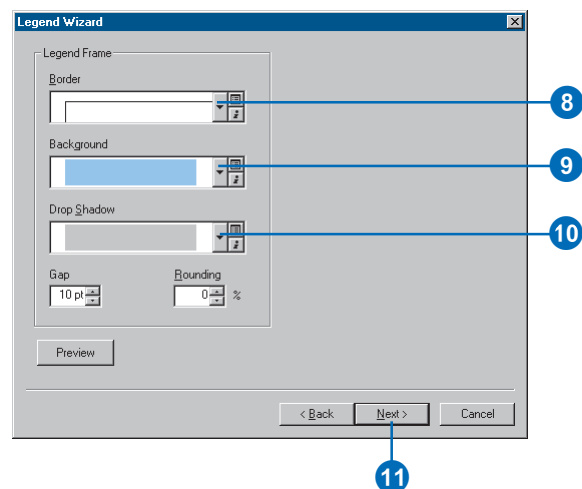 Legend Wizard
Legend Frame
Border
8
Background
9
Drop Shadow
10
Gap Rounding
10 pt 0 %
Preview
< Back Next > Cancel
11